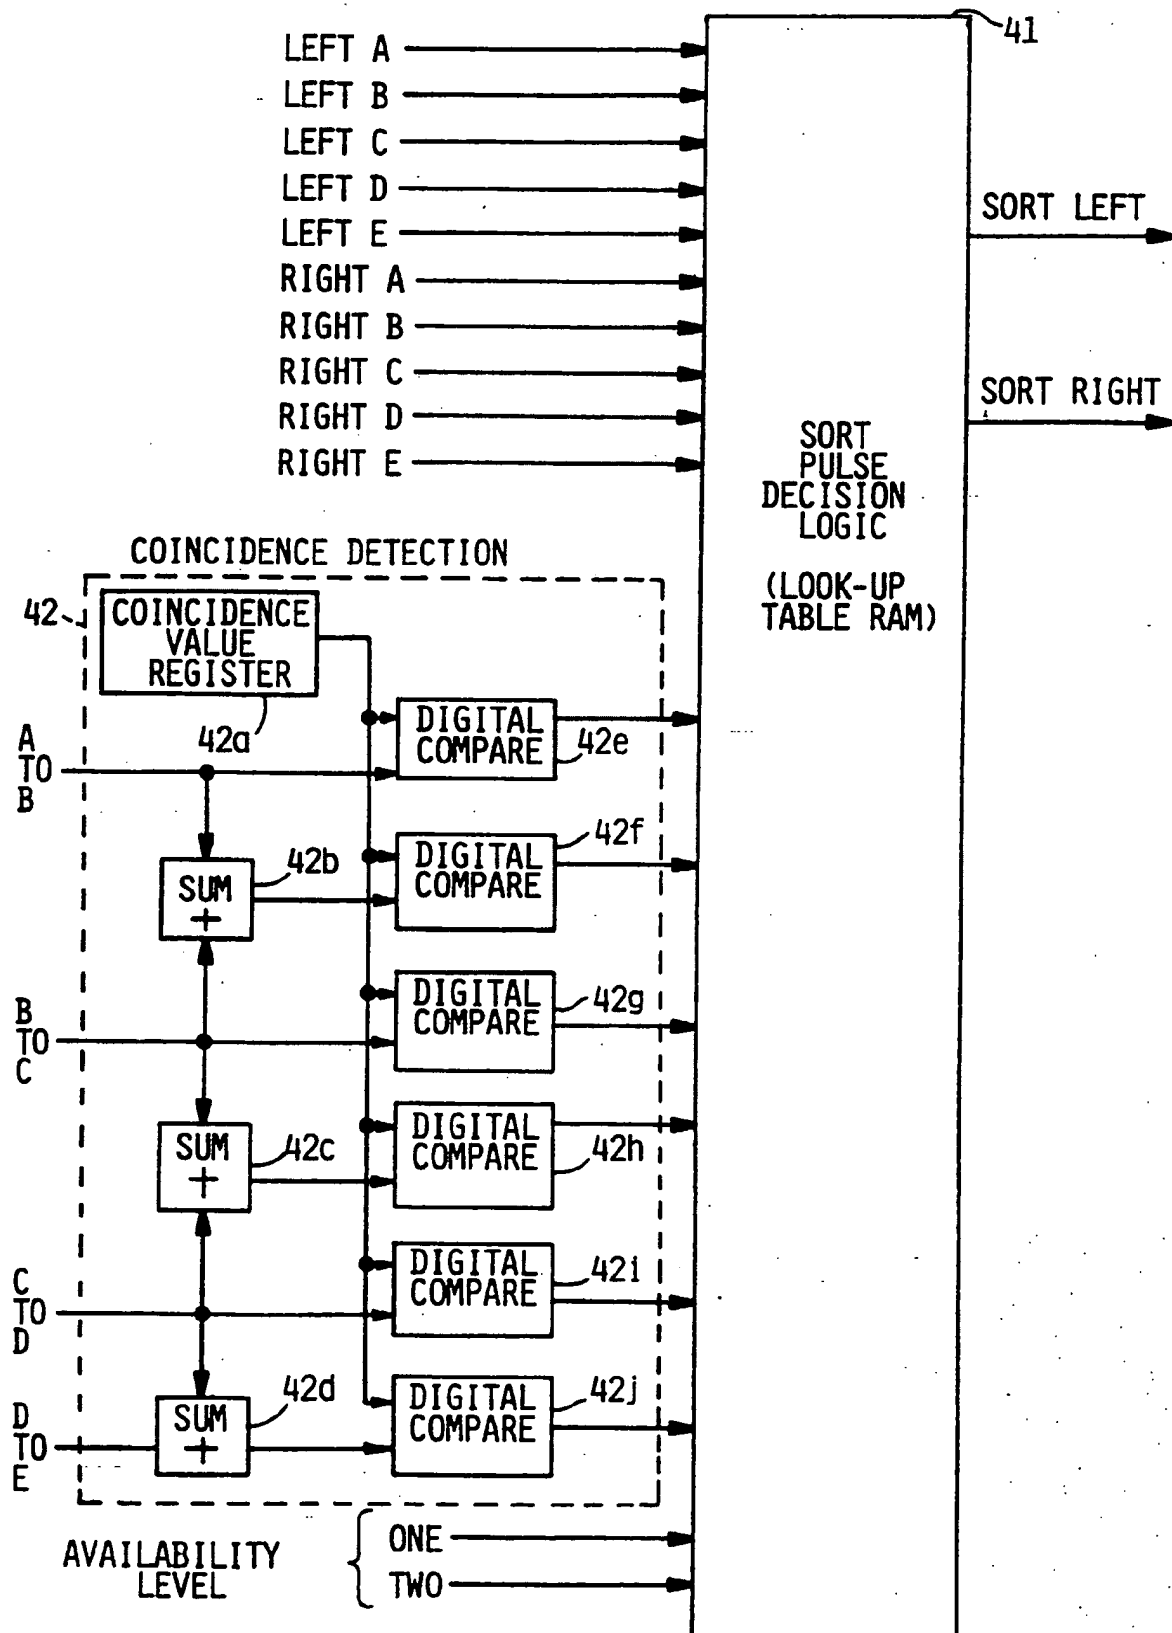 41
LEFT A
LEFT B
LEFT C
LEFT D
LEFT E
RIGHT A
RIGHT B
RIGHT C
RIGHT D
RIGHT E
SORT LEFT
SORT RIGHT
SORT
PULSE
DECISION
LOGIC
(LOOK-UP
TABLE RAM)
COINCIDENCE DETECTION
42
COINCIDENCE
VALUE
REGISTER
42a
A
TO
B
DIGITAL
COMPARE
42e
SUM
+
42b
DIGITAL
COMPARE
42f
B
TO
C
DIGITAL
COMPARE
42g
SUM
+
42c
DIGITAL
COMPARE
42h
C
TO
D
DIGITAL
COMPARE
42i
D
TO
E
SUM
+
42d
DIGITAL
COMPARE
42j
AVAILABILITY
LEVEL
ONE
TWO